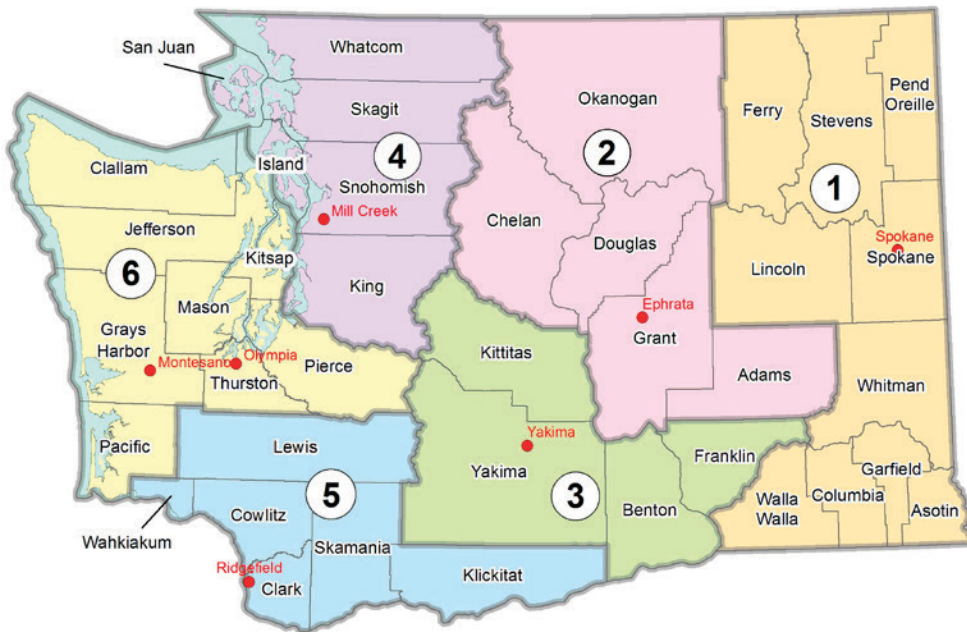 San Juan
Whatcom
Skagit
Island
4
Snohomish
Mill Creek
King
Okanogan
2
Chelan
Douglas
Ephrata
Grant
Adams
Ferry
Stevens
Pend
Oreille
1
Lincoln
Spokane
Spokane
Whitman
Walla
Walla
Columbia
Garfield
Asotin
Clallam
Jefferson
6
Kitsap
Mason
Grays
Harbor
Montesano
Olympia
Thurston
Pierce
Pacific
Kittitas
Yakima
Yakima
3
Benton
Franklin
Lewis
5
Wahkiakum
Cowlitz
Skamania
Ridgefield
Clark
Klickitat